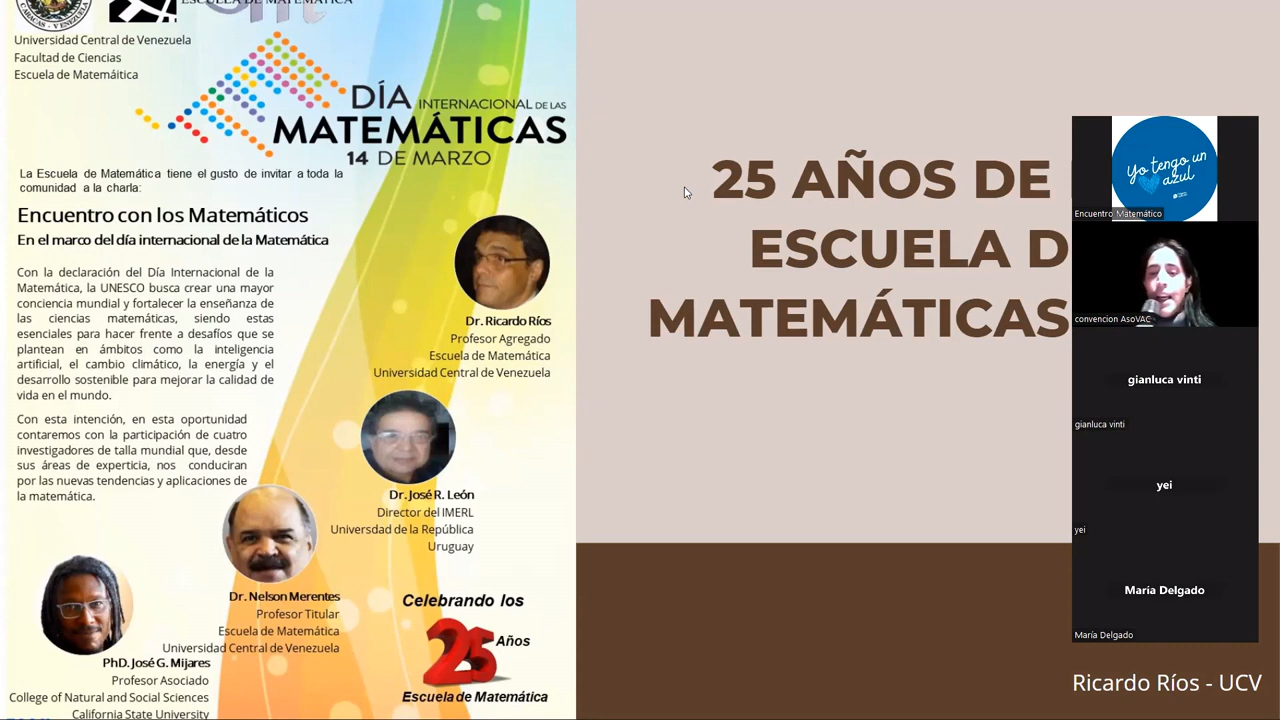 CARACAS - VENEZUELA
ESCUELA DE MATEMÁTICA
Universidad Central de Venezuela
Facultad de Ciencias
Escuela de Matemáitica
DÍA INTERNACIONAL DE LAS
MATEMÁTICAS
14 DE MARZO
La Escuela de Matemática tiene el gusto de invitar a toda la
comunidad a la charla:
Encuentro con los Matemáticos
En el marco del día internacional de la Matemática
Con la declaración del Día Internacional de la
Matemática, la UNESCO busca crear una mayor
conciencia mundial y fortalecer la enseñanza de
las ciencias matemáticas, siendo estas
esenciales para hacer frente a desafíos que se
plantean en ámbitos como la inteligencia
artificial, el cambio climático, la energía y el
desarrollo sostenible para mejorar la calidad de
vida en el mundo.
Con esta intención, en esta oportunidad
contaremos con la participación de cuatro
investigadores de talla mundial que, desde
sus áreas de experticia, nos conduciran
por las nuevas tendencias y aplicaciones de
la matemática.
Dr. Ricardo Ríos
Profesor Agregado
Escuela de Matemática
Universidad Central de Venezuela
Dr. José R. León
Director del IMERL
Universdad de la República
Uruguay
Dr. Nelson Merentes
Profesor Titular
Escuela de Matemática
Universidad Central de Venezuela
PhD. José G. Mijares
Profesor Asociado
College of Natural and Social Sciences
California State University
Celebrando los
25 Años
Escuela de Matemática
25 AÑOS DE
ESCUELA D
MATEMÁTICAS
Yo tengo un
azul
Encuentro Matemático
convencion AsoVAC
gianluca vinti
gianluca vinti
yei
yei
María Delgado
María Delgado
Ricardo Ríos - UCV